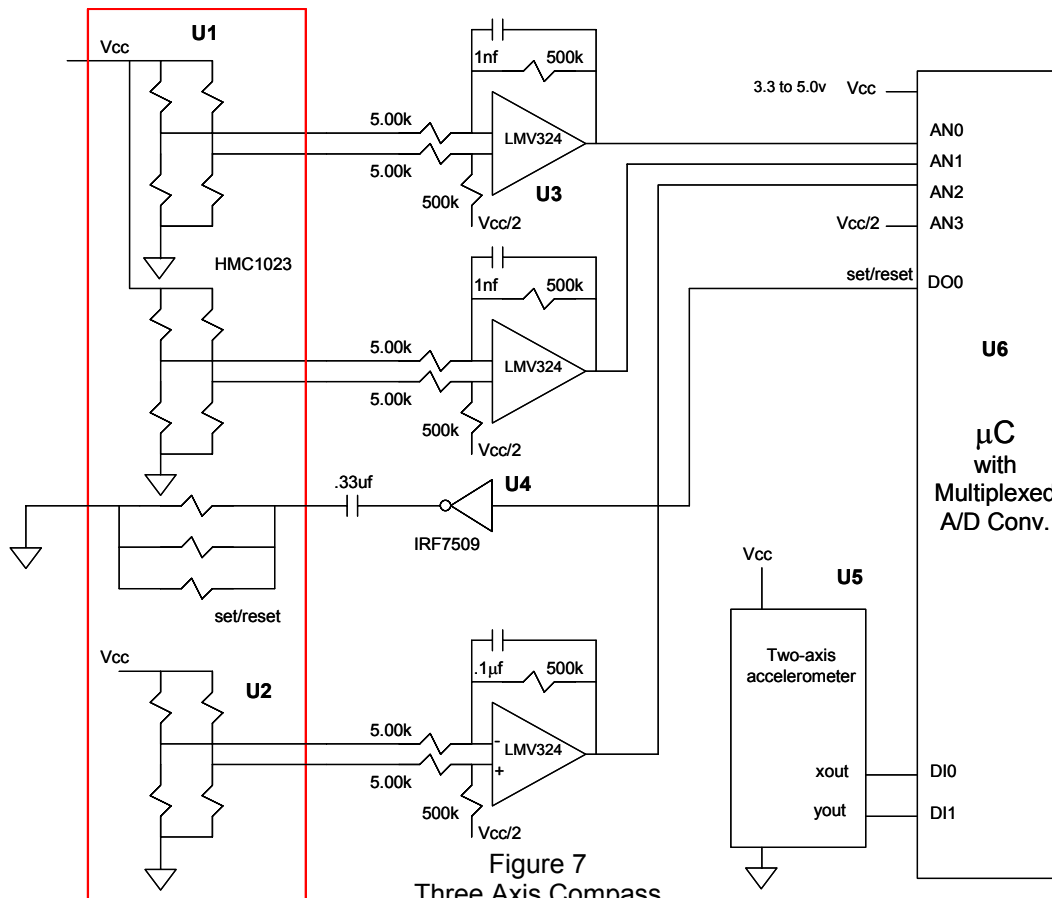 U1
Vcc
1nf
500k
3.3 to 5.0v
Vcc
5.00k
LMV324
AN0
5.00k
AN1
U3
AN2
500k
Vcc/2
Vcc/2
AN3
HMC1023
set/reset
DO0
1nf
500k
5.00k
LMV324
U6
5.00k
500k
μC
Vcc/2
with
.33uf
U4
Multiplexed
A/D Conv.
IRF7509
Vcc
U5
set/reset
Vcc
.1μf
500k
Two-axis
accelerometer
U2
5.00k
-
LMV324
+
5.00k
xout
DI0
500k
yout
DI1
Vcc/2
Figure 7
Three Axis Compass